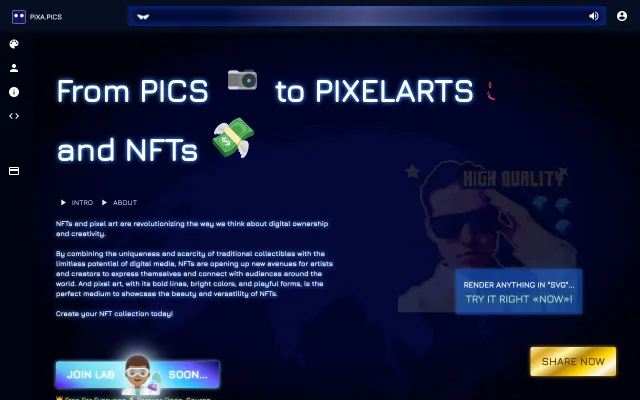 PIXA.PICS
From PICS to PIXELARTS
and NFTs
INTRO ABOUT
NFTs and pixel art are revolutionizing the way we think about digital ownership
and creativity.
By combining the uniqueness and scarcity of traditional collectibles with the
limitless potential of digital media, NFTs are opening up new avenues for artists
and creators to express themselves and connect with audiences around the
world. And pixel art, with its bold lines, bright colors, and playful forms, is the
perfect medium to showcase the beauty and versatility of NFTs.
Create your NFT collection today!
HIGH QUALITY
RENDER ANYTHING IN "SVG"...
TRY IT RIGHT «NOW»!
SHARE NOW
JOIN LAB SOON...